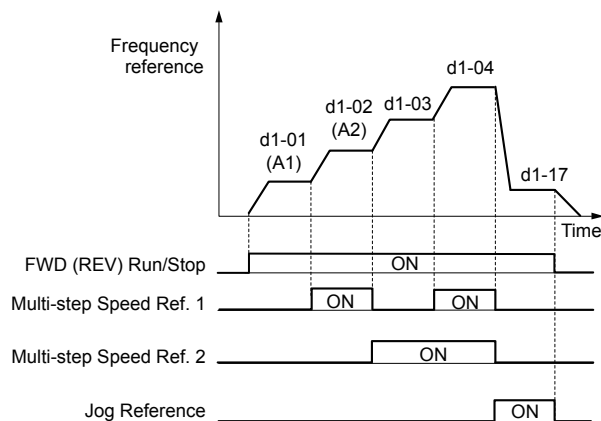 Frequency
reference
d1-01
(A1)
d1-02
(A2)
d1-03
d1-04
d1-17
Time
FWD (REV) Run/Stop
ON
Multi-step Speed Ref. 1
ON
ON
Multi-step Speed Ref. 2
ON
Jog Reference
ON